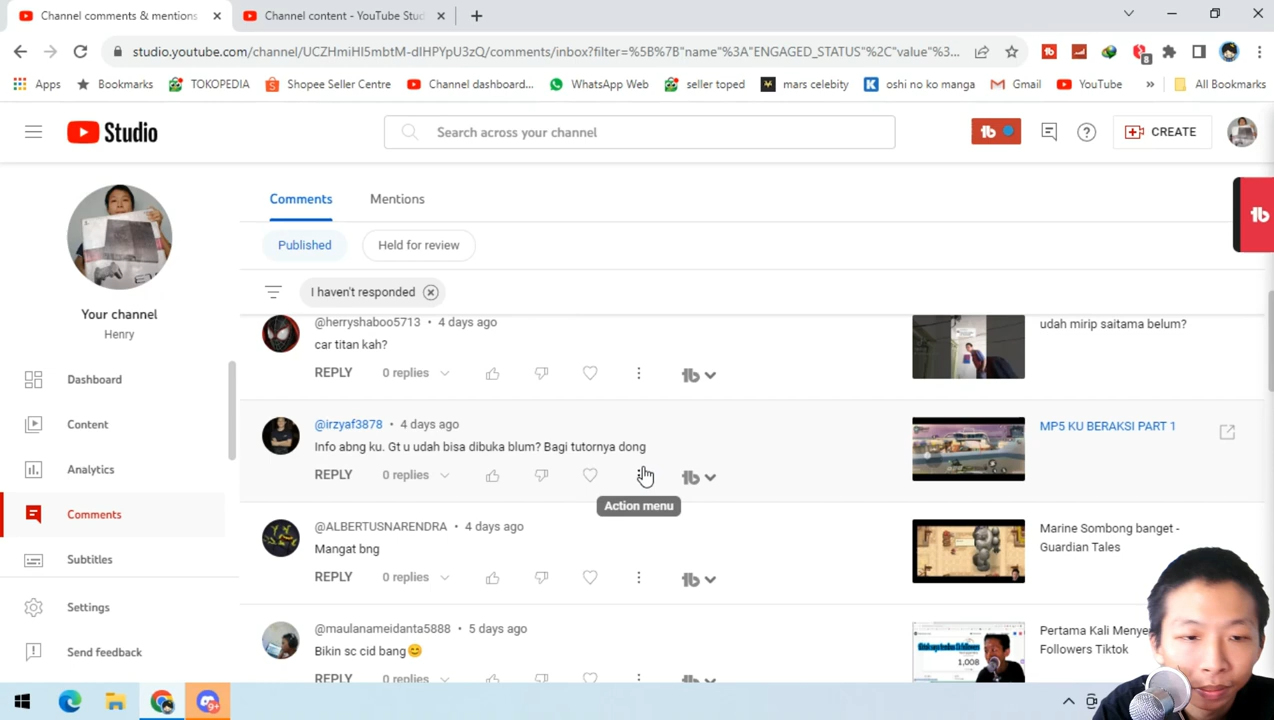 Channel comments & mentions
Channel content - YouTube Stud
studio.youtube.com/channel/UCZHmiHI5mbtM-dIHPYpU3zQ/comments/inbox?filter=%5B%7B"name"%3A"ENGAGED_STATUS"%2C"value"%3...
8
Apps
Bookmarks
TOKOPEDIA
Shopee Seller Centre
Channel dashboard...
WhatsApp Web
seller toped
mars celebity
oshi no ko manga
Gmail
YouTube
All Bookmarks
Studio
Search across your channel
CREATE
Your channel
Henry
Dashboard
Content
Analytics
Comments
Subtitles
Settings
Send feedback
Comments
Mentions
Published
Held for review
I haven't responded
@herryshaboo5713 • 4 days ago
car titan kah?
REPLY
0 replies
udah mirip saitama belum?
@irzyaf3878 • 4 days ago
Info abng ku. Gt u udah bisa dibuka blum? Bagi tutornya dong
REPLY
0 replies
Action menu
MP5 KU BERAKSI PART 1
@ALBERTUSNARENDRA • 4 days ago
Mangat bng
REPLY
0 replies
Marine Sombong banget -
Guardian Tales
@maulanameidanta5888 • 5 days ago
Bikin sc cid bang😊
REPLY
0 replies
1,008
Pertama Kali Menye
Followers Tiktok
9+